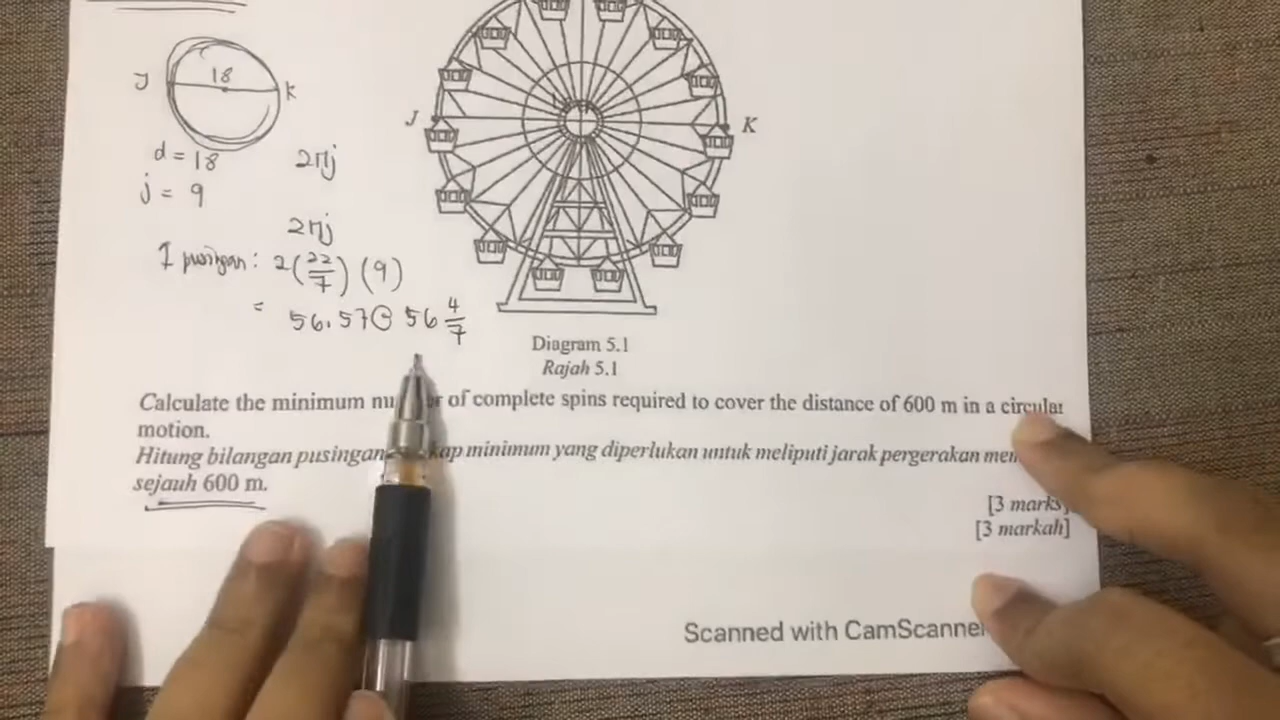 J
18
K
d = 18
2πj
j = 9
2πj
1 pusingan: 2(22/7)(9)
= 56.57 @ 56 4/7
J
K
Diagram 5.1
Rajah 5.1
Calculate the minimum of complete spins required to cover the distance of 600 m in a circular
motion.
Hitung bilangan pusingan minimum yang diperlukan untuk meliputi jarak pergerakan
sejauh 600 m.
[3 marks]
[3 markah]
Scanned with CamScanner